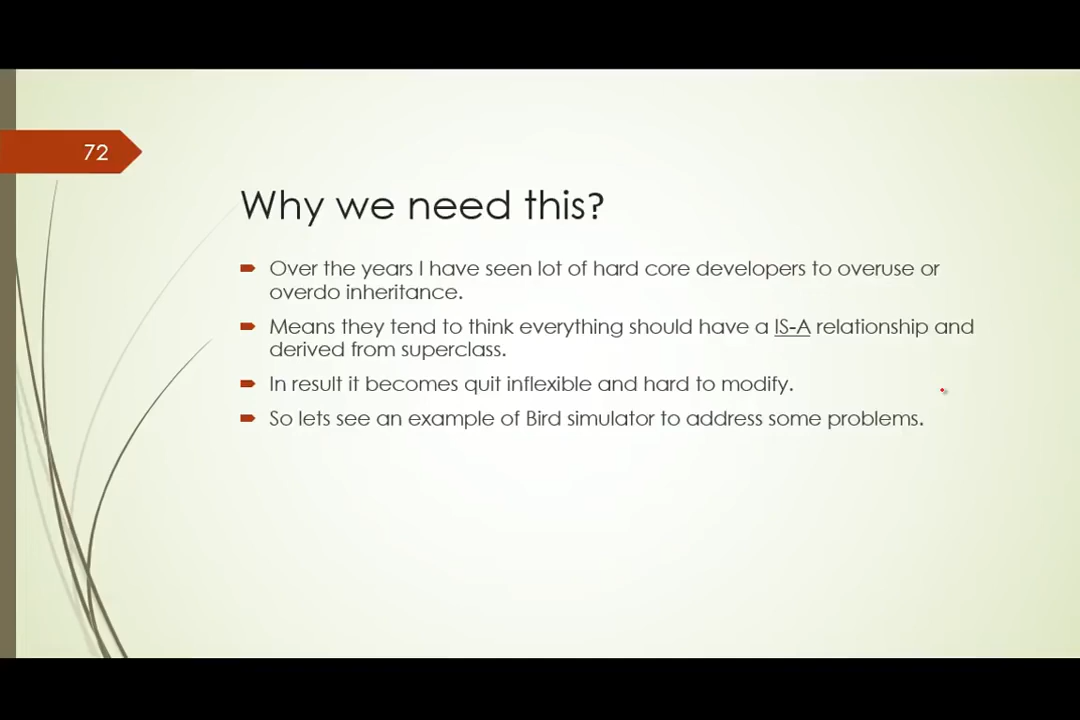 72
Why we need this?
Over the years I have seen lot of hard core developers to overuse or
overdo inheritance.
Means they tend to think everything should have a IS-A relationship and
derived from superclass.
In result it becomes quit inflexible and hard to modify.
So lets see an example of Bird simulator to address some problems.